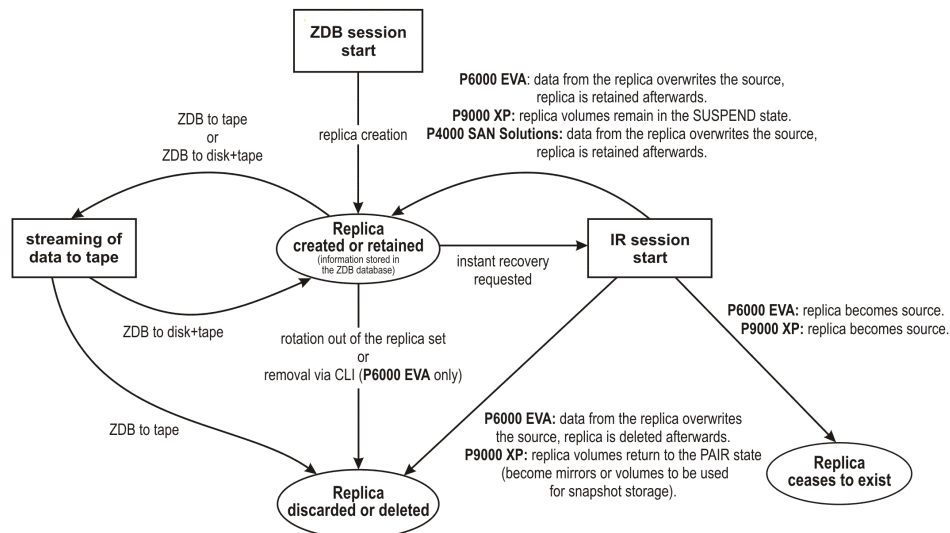 ZDB session
start
P6000 EVA: data from the replica overwrites the source,
replica is retained afterwards.
P9000 XP: replica volumes remain in the SUSPEND state.
P4000 SAN Solutions: data from the replica overwrites the source,
replica is retained afterwards.
ZDB to tape
or
ZDB to disk+tape
replica creation
streaming of
data to tape
Replica
created or retained
(information stored in
the ZDB database)
IR session
start
instant recovery
requested
ZDB to disk+tape
rotation out of the replica set
or
removal via CLI (P6000 EVA only)
P6000 EVA: replica becomes source.
P9000 XP: replica becomes source.
ZDB to tape
P6000 EVA: data from the replica overwrites
the source, replica is deleted afterwards.
P9000 XP: replica volumes return to the PAIR state
(become mirrors or volumes to be used
for snapshot storage).
Replica
discarded or deleted
Replica
ceases to exist